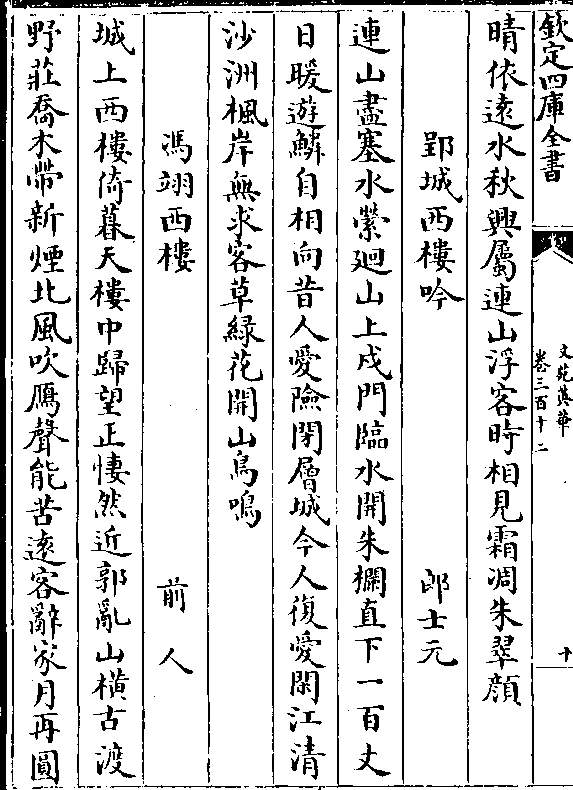 欽定四庫全書
文苑英華
卷三百十二
十
晴依遠水秋興屬連山浮客時相見霜凋朱翠顔
郢城西樓吟
郎士元
連山盡塞水縈廻山上戍門臨水開朱欄直下一百丈
日暖遊鱗自相向昔人愛險閉層城今人復愛閑江清
沙洲楓岸無求客草緑花開山鳥鳴
馮翊西樓
前人
城上西樓倚暮天樓中歸望正悽然近郭亂山横古渡
野莊喬木帶新煙北風吹鴈聲能苦遠客辭家月再圓